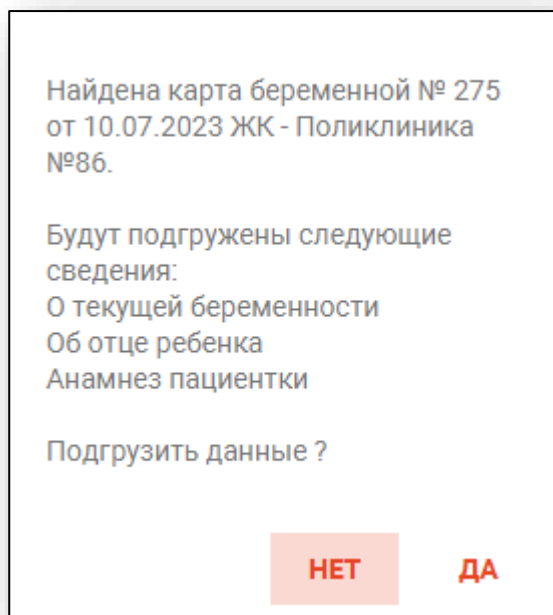 Найдена карта беременной № 275
от 10.07.2023 ЖК - Поликлиника
№86.
Будут подгружены следующие
сведения:
О текущей беременности
Об отце ребенка
Анамнез пациентки
Подгрузить данные ?
НЕТ ДА